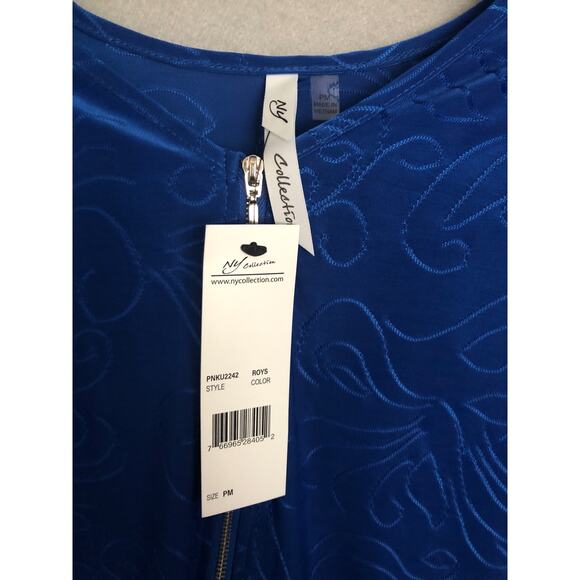 NY
Collection
PM
MADE IN
VIETNAM
NY Collection
www.nycollection.com
PNKU2242 ROYS
STYLE COLOR
7 56965 28405 2
SIZE PM